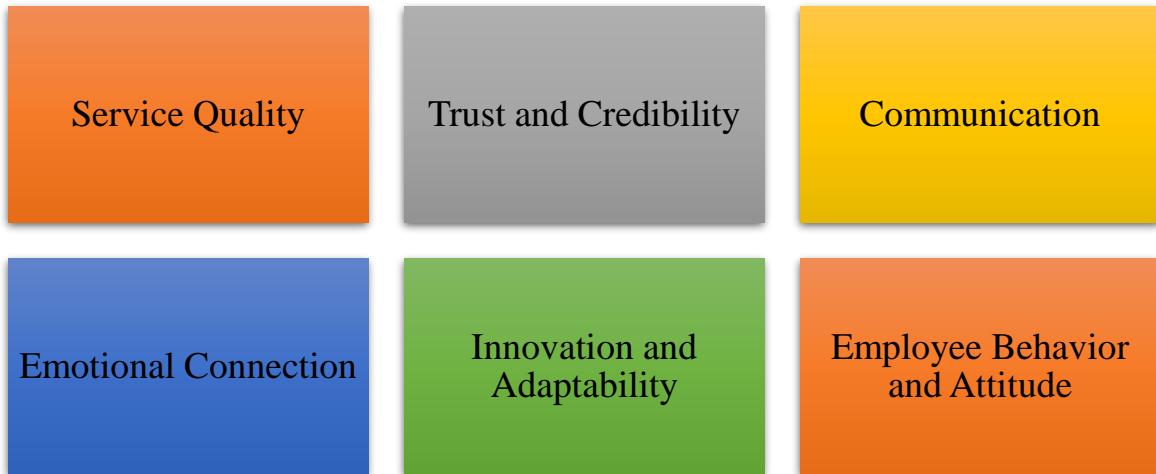 Service Quality
Trust and Credibility
Communication
Emotional Connection
Innovation and
Adaptability
Employee Behavior
and Attitude